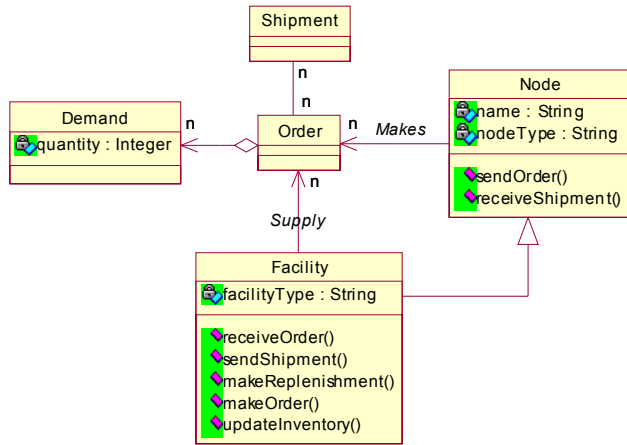 Shipment
n
n
Demand
quantity : Integer
n
Order
n
Makes
Node
name : String
nodeType : String
sendOrder()
receiveShipment()
n
Supply
Facility
facilityType : String
receiveOrder()
sendShipment()
makeReplenishment()
makeOrder()
updateInventory()